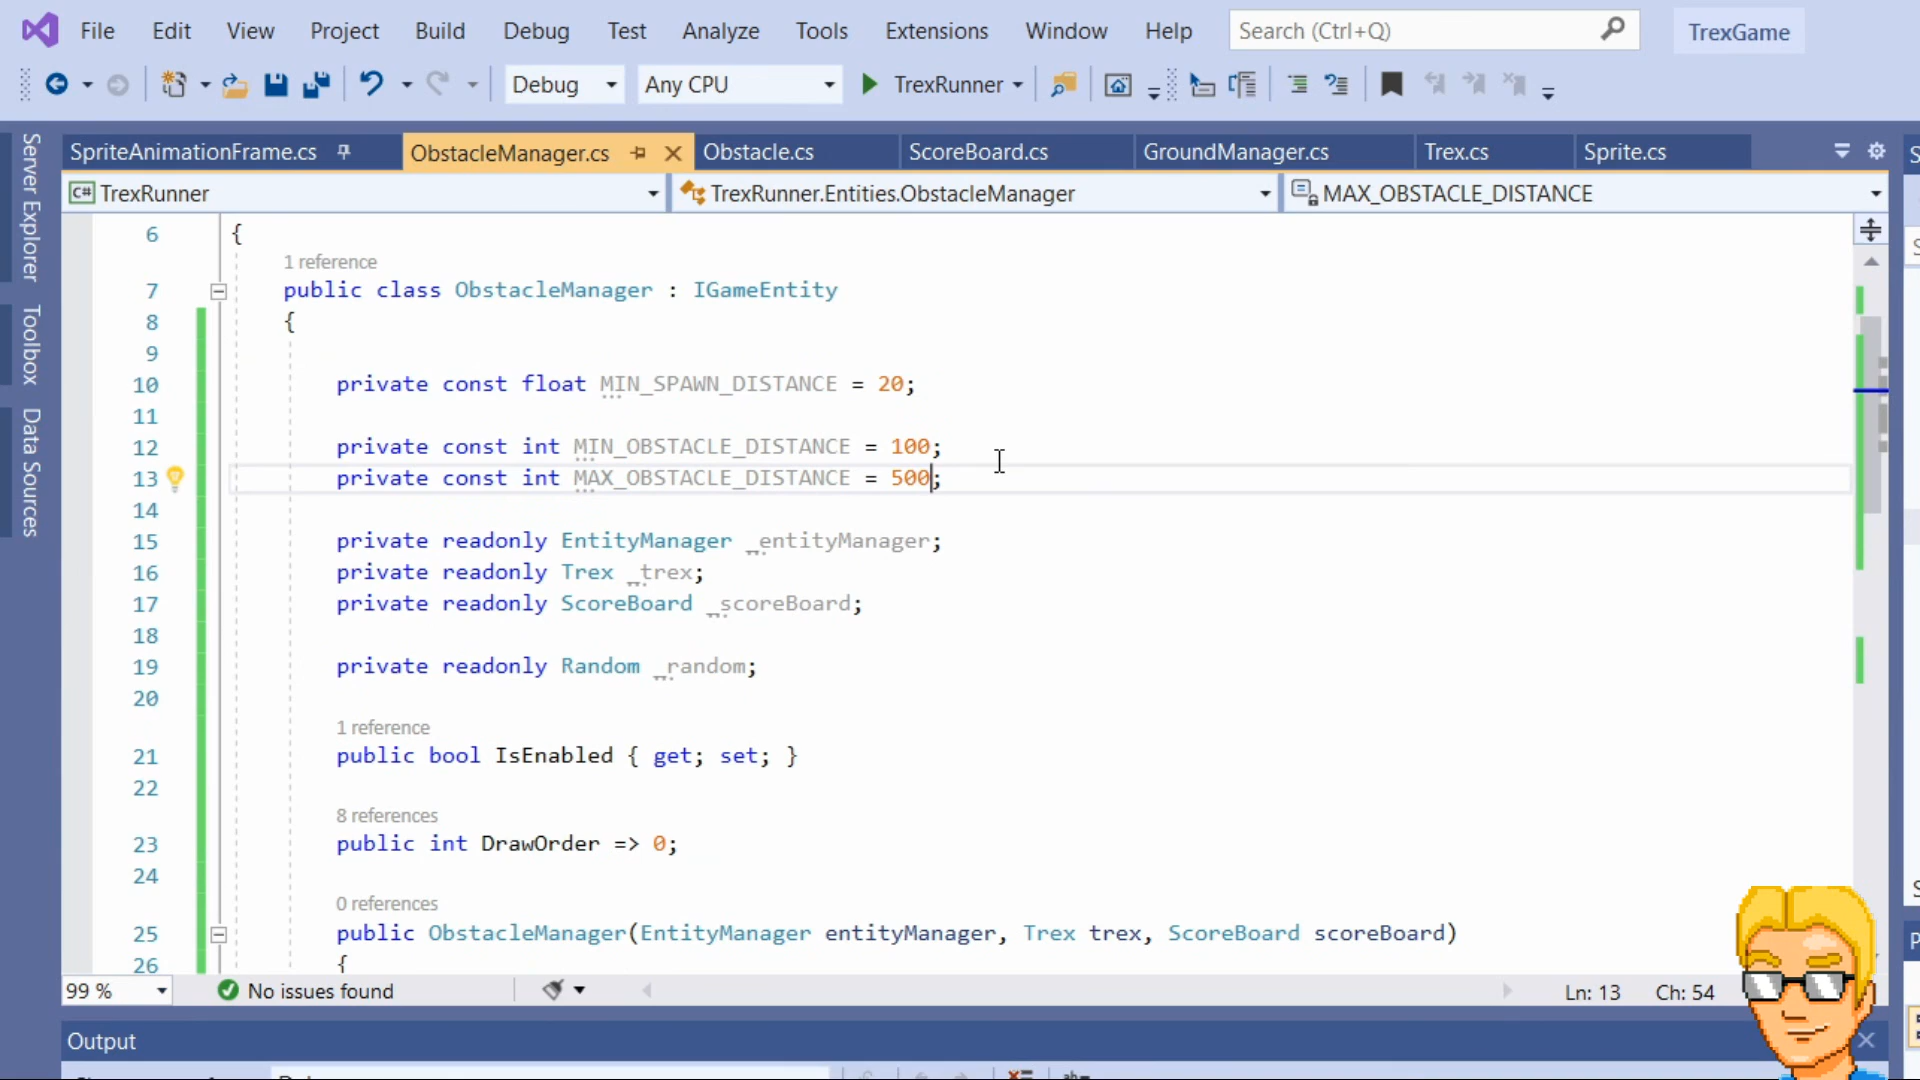 File Edit View Project Build Debug Test Analyze Tools Extensions Window Help Search (Ctrl+Q) TrexGame
Debug Any CPU TrexRunner
SpriteAnimationFrame.cs ObstacleManager.cs Obstacle.cs ScoreBoard.cs GroundManager.cs Trex.cs Sprite.cs
C# TrexRunner TrexRunner.Entities.ObstacleManager MAX_OBSTACLE_DISTANCE
Server Explorer
Toolbox
Data Sources
6 {
1 reference
7 public class ObstacleManager : IGameEntity
8 {
9
10 private const float MIN_SPAWN_DISTANCE = 20;
11
12 private const int MIN_OBSTACLE_DISTANCE = 100;
13 private const int MAX_OBSTACLE_DISTANCE = 500;
14
15 private readonly EntityManager _entityManager;
16 private readonly Trex _trex;
17 private readonly ScoreBoard _scoreBoard;
18
19 private readonly Random _random;
20
1 reference
21 public bool IsEnabled { get; set; }
22
8 references
23 public int DrawOrder => 0;
24
0 references
25 public ObstacleManager(EntityManager entityManager, Trex trex, ScoreBoard scoreBoard)
26 {
99 % No issues found Ln: 13 Ch: 54
Output